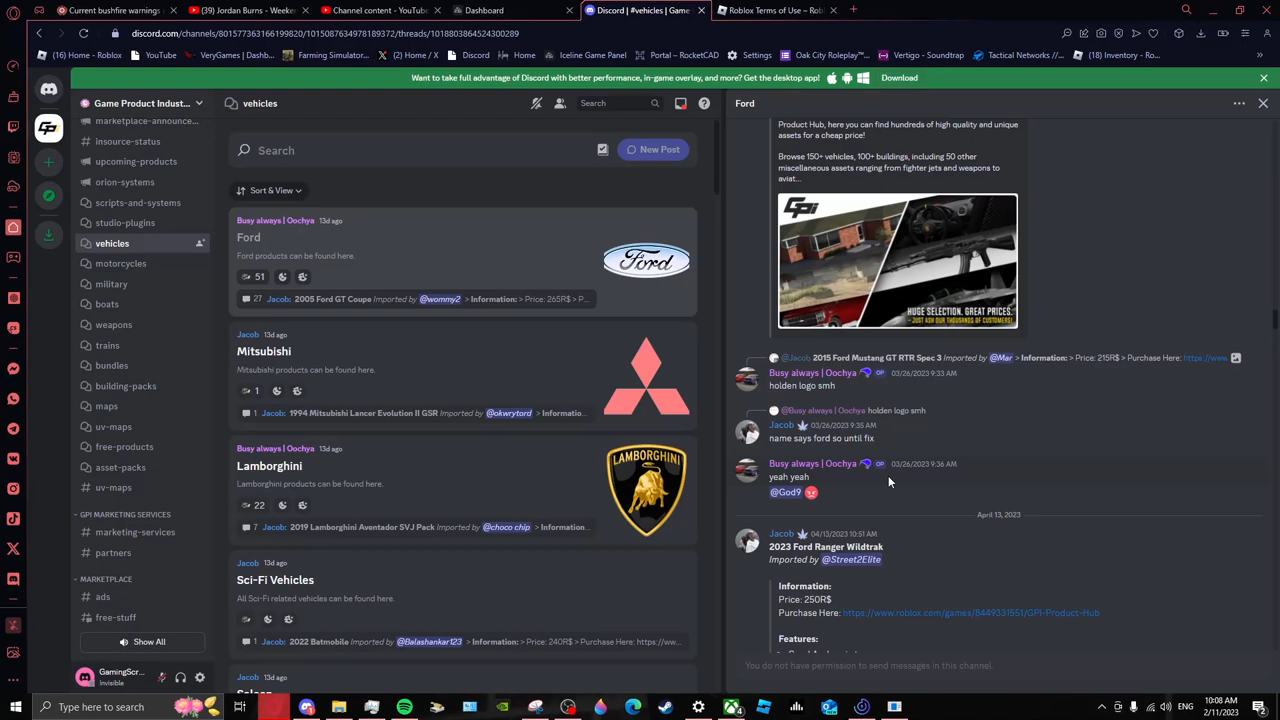 Current bushfire warnings &
(39) Jordan Burns - Weeken
Channel content - YouTube
Dashboard
Discord | #vehicles | Game
Roblox Terms of Use – Roblo
discord.com/channels/801577363166199820/1015087634978189372/threads/1018803864524300289
(16) Home - Roblox
YouTube
VeryGames | Dashb...
Farming Simulator...
(2) Home / X
Discord
Iceline Game Panel
Portal – RocketCAD
Settings
Oak City Roleplay™...
Vertigo - Soundtrap
Tactical Networks //...
(18) Inventory - Ro...
Want to take full advantage of Discord with better performance, in-game overlay, and more? Get the desktop app!
Download
Game Product Indust...
marketplace-announce...
insource-status
upcoming-products
orion-systems
scripts-and-systems
studio-plugins
vehicles
motorcycles
military
boats
weapons
trains
bundles
building-packs
maps
uv-maps
free-products
asset-packs
uv-maps
GPI MARKETING SERVICES
marketing-services
partners
MARKETPLACE
ads
free-stuff
Show All
GamingScr...
Invisible
vehicles
Search
Search
New Post
Sort & View
Busy always | Oochya 13d ago
Ford
Ford products can be found here.
51
27 Jacob: 2005 Ford GT Coupe Imported by @wommy2 > Information: > Price: 265R$ > P...
Ford
Jacob 13d ago
Mitsubishi
Mitsubishi products can be found here.
1
1 Jacob: 1994 Mitsubishi Lancer Evolution II GSR Imported by @okwrytord > Informatio...
Busy always | Oochya 13d ago
Lamborghini
Lamborghini products can be found here.
22
7 Jacob: 2019 Lamborghini Aventador SVJ Pack Imported by @choco chip > Information...
LAMBORGHINI
Jacob 13d ago
Sci-Fi Vehicles
All Sci-Fi related vehicles can be found here.
1 Jacob: 2022 Batmobile Imported by @Balashankar123 > Information: > Price: 240R$ > Purchase Here: https://ww...
Busy always | Oochya 13d ago
Ford
Product Hub, here you can find hundreds of high quality and unique
assets for a cheap price!
Browse 150+ vehicles, 100+ buildings, including 50 other
miscellaneous assets ranging from fighter jets and weapons to
aviat...
GPi
HUGE SELECTION. GREAT PRICES.
– JUST ASK OUR THOUSANDS OF CUSTOMERS!
@Jacob 2015 Ford Mustang GT RTR Spec 3 Imported by @Mar > Information: > Price: 215R$ > Purchase Here: https://www
Busy always | Oochya OP 03/26/2023 9:33 AM
holden logo smh
@Busy always | Oochya holden logo smh
Jacob 03/26/2023 9:35 AM
name says ford so until fix
Busy always | Oochya OP 03/26/2023 9:36 AM
yeah yeah
@God9
April 13, 2023
Jacob 04/13/2023 10:51 AM
2023 Ford Ranger Wildtrak
Imported by @Street2Elite
Information:
Price: 250R$
Purchase Here: https://www.roblox.com/games/8449331551/GPI-Product-Hub
Features:
You do not have permission to send messages in this channel.
Type here to search
4
ENG
10:08 AM
2/11/2023